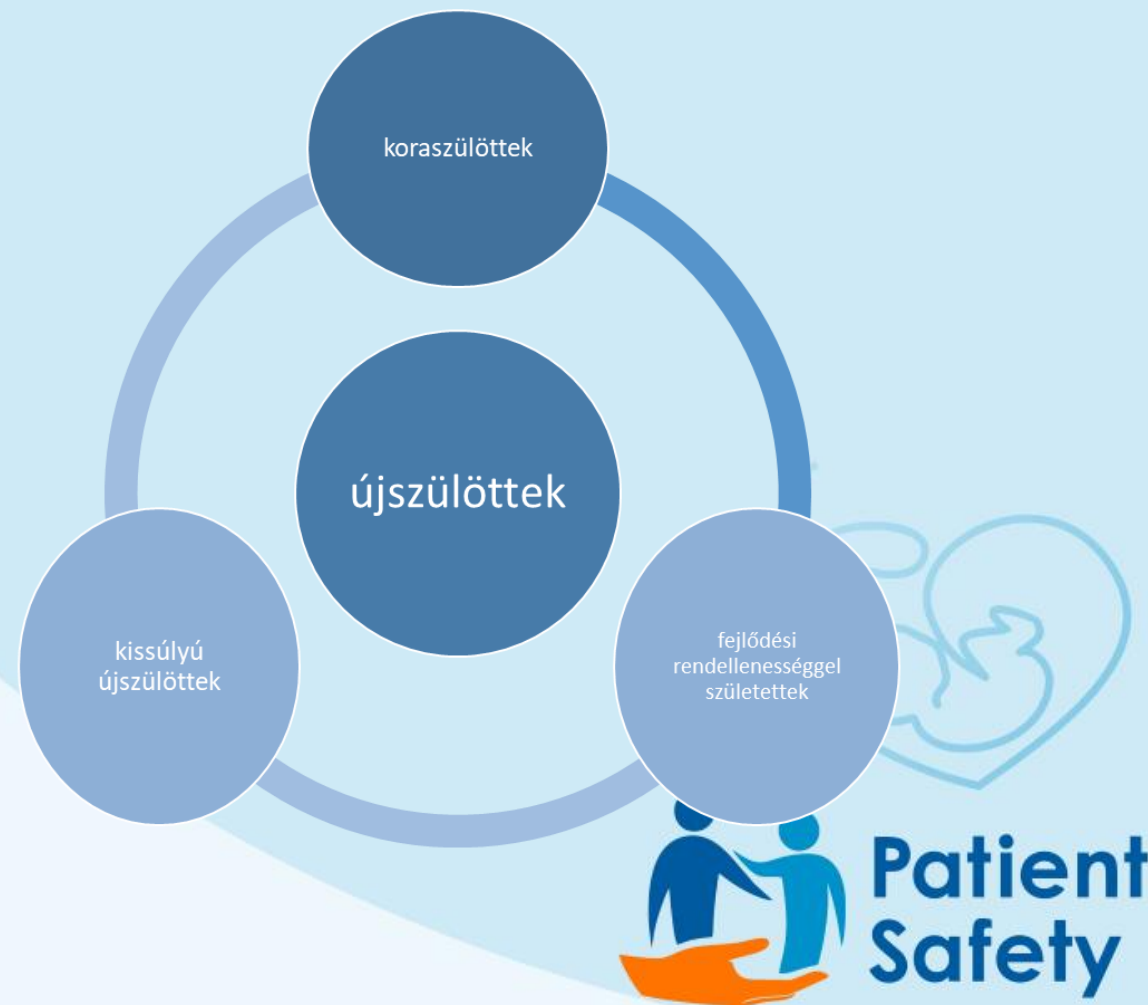 koraszülöttek
újszülöttek
kissúlyú
újszülöttek
fejlődési
rendellenességgel
születettek
Patient
Safety